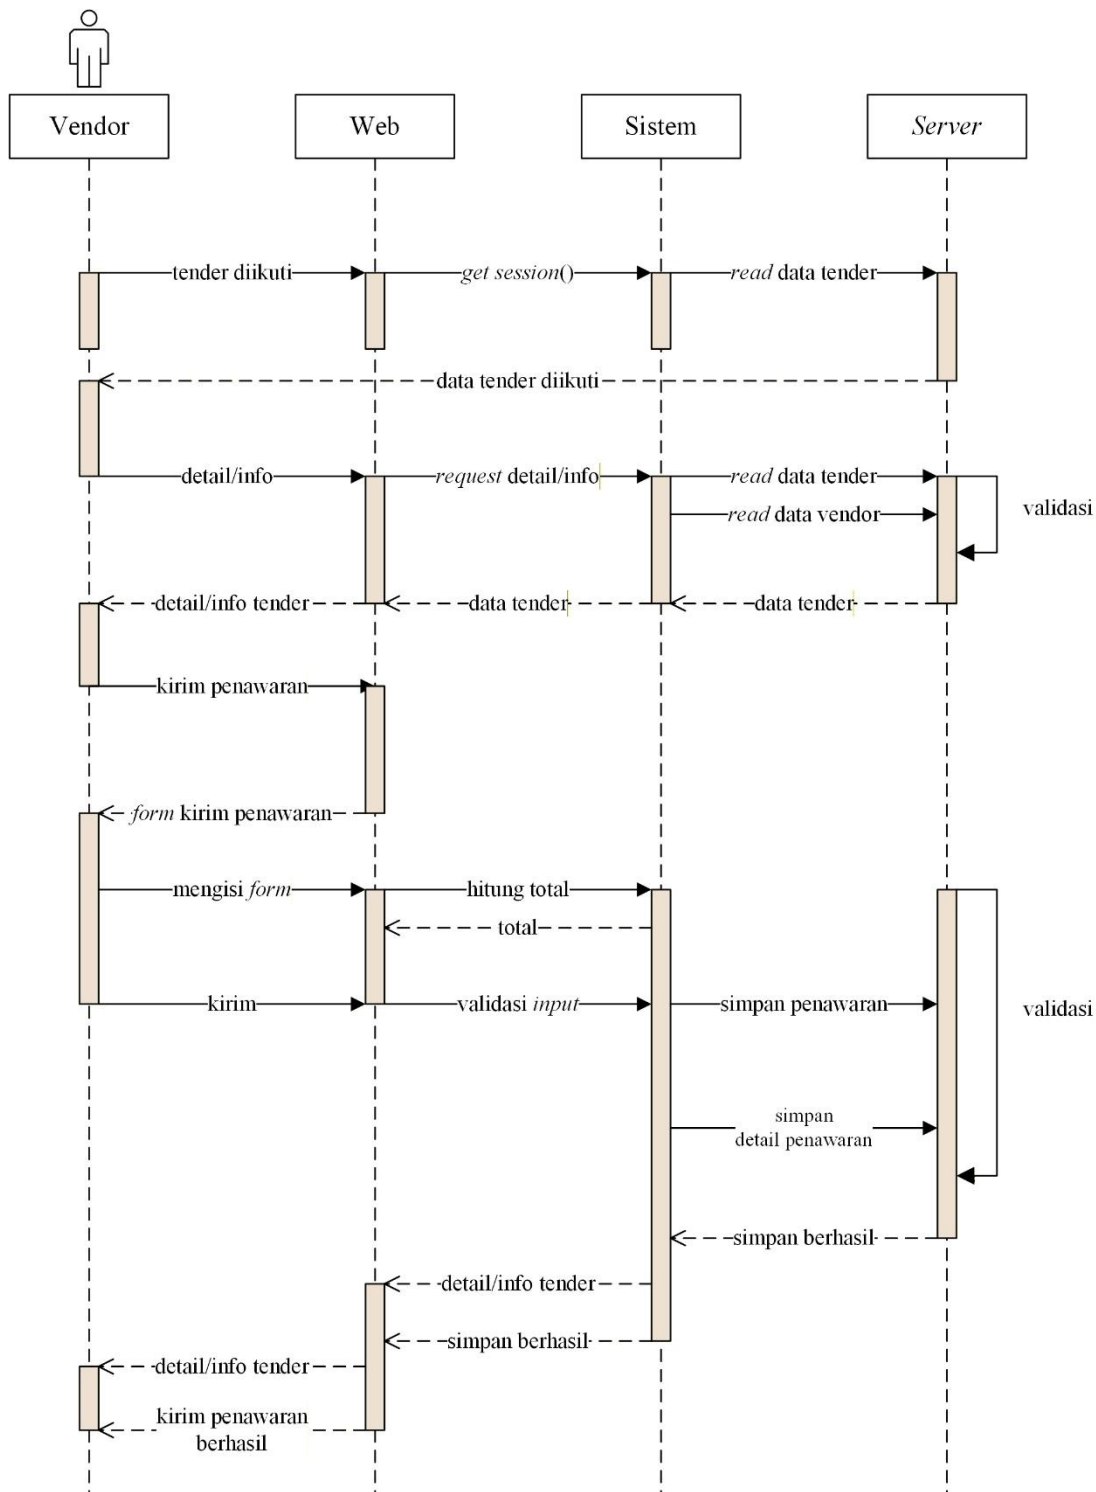 Vendor
Web
Sistem
Server
tender diikuti
get session()
read data tender
data tender diikuti
detail/info
request detail/info
read data tender
read data vendor
validasi
detail/info tender
data tender
data tender
kirim penawaran
form kirim penawaran
mengisi form
hitung total
total
kirim
validasi input
simpan penawaran
validasi
simpan
detail penawaran
simpan berhasil
detail/info tender
simpan berhasil
detail/info tender
kirim penawaran
berhasil